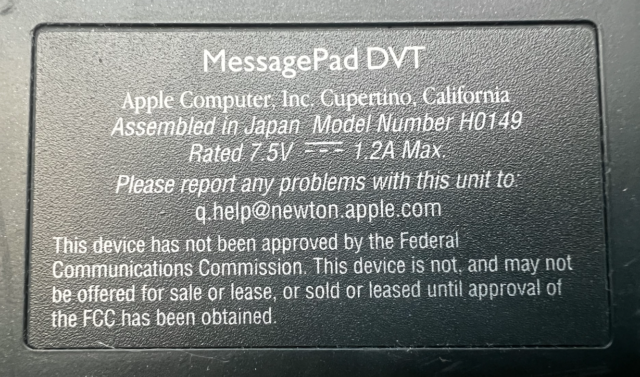 MessagePad DVT
Apple Computer, Inc. Cupertino, California
Assembled in Japan Model Number H0149
Rated 7.5V ⎓ 1.2A Max.
Please report any problems with this unit to:
q.help@newton.apple.com
This device has not been approved by the Federal
Communications Commission. This device is not, and may not
be offered for sale or lease, or sold or leased until approval of
the FCC has been obtained.